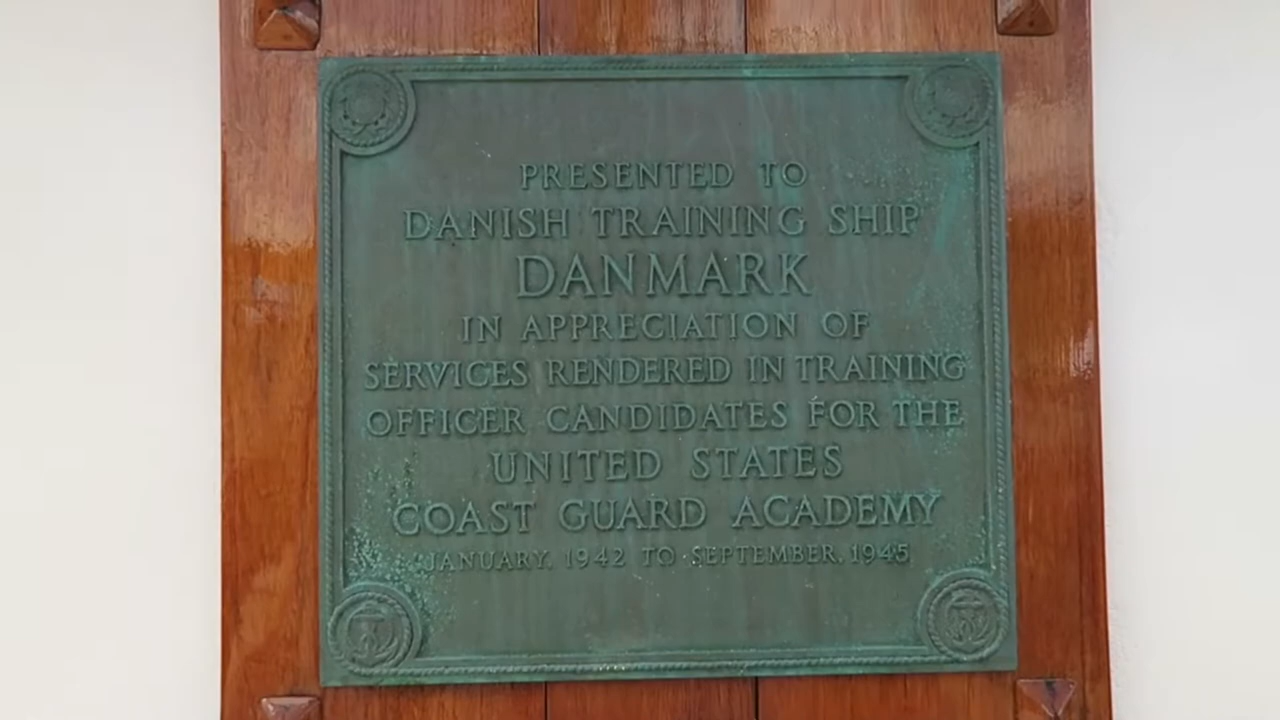 PRESENTED TO
DANISH TRAINING SHIP
DANMARK
IN APPRECIATION OF
SERVICES RENDERED IN TRAINING
OFFICER CANDIDATES FOR THE
UNITED STATES
COAST GUARD ACADEMY
JANUARY, 1942 TO SEPTEMBER, 1945